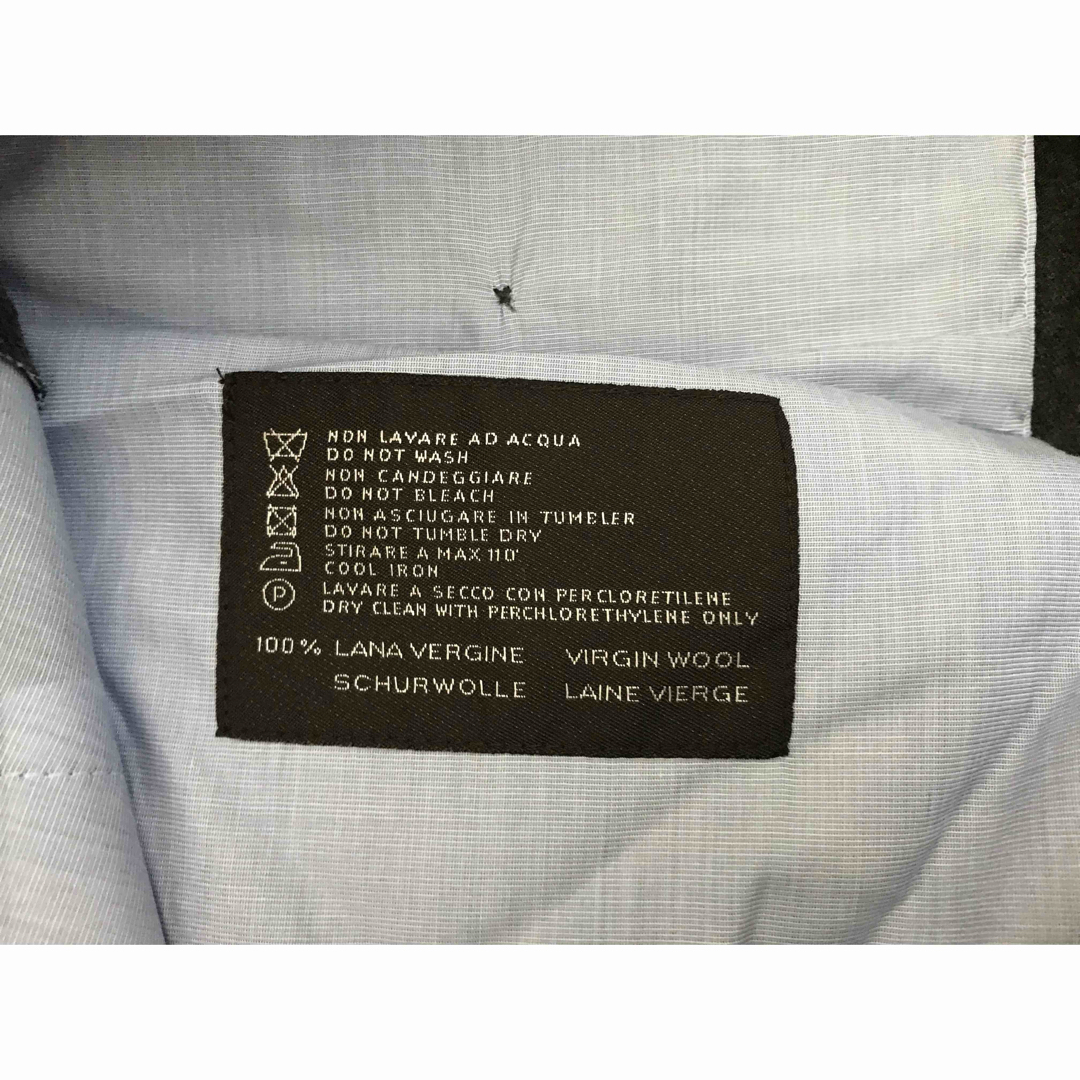 NON LAVARE AD ACQUA
DO NOT WASH
NON CANDEGGIARE
DO NOT BLEACH
NON ASCIUGARE IN TUMBLER
DO NOT TUMBLE DRY
STIRARE A MAX 110°
COOL IRON
P
LAVARE A SECCO CON PERCLORETILENE
DRY CLEAN WITH PERCHLORETHYLENE ONLY
100% LANA VERGINE VIRGIN WOOL
SCHURWOLLE LAINE VIERGE